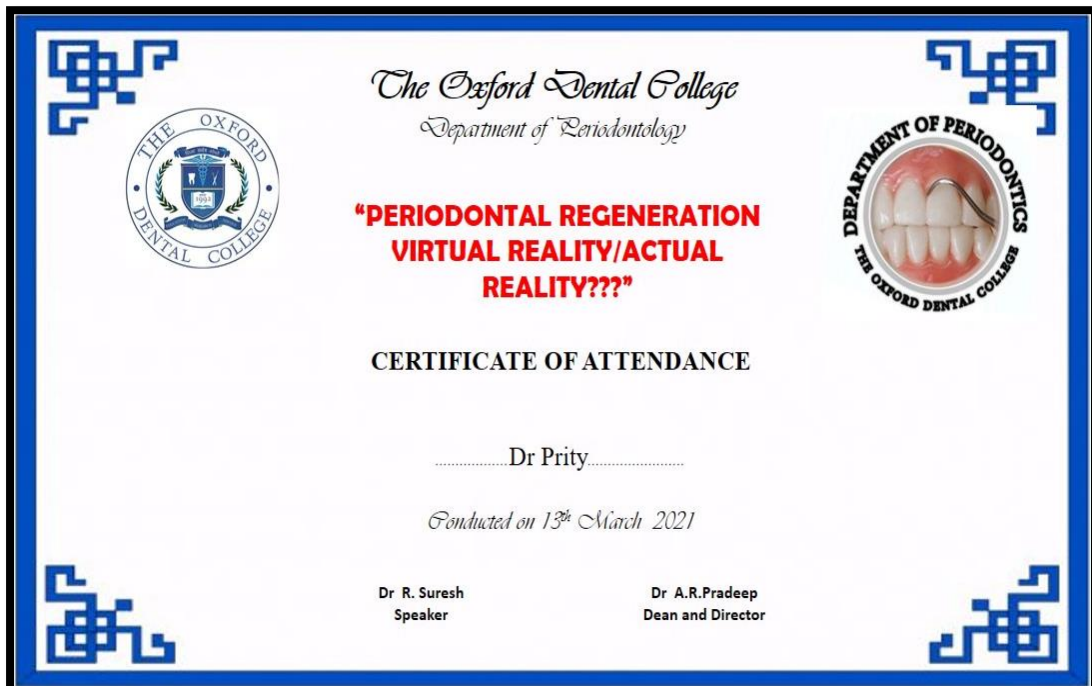 The Oxford Dental College
Department of Periodontology
THE OXFORD DENTAL COLLEGE
1992
DEPARTMENT OF PERIODONTICS
THE OXFORD DENTAL COLLEGE
“PERIODONTAL REGENERATION
VIRTUAL REALITY/ACTUAL
REALITY???”
CERTIFICATE OF ATTENDANCE
..................Dr Prity........................
Conducted on 13th March 2021
Dr R. Suresh
Dr A.R.Pradeep
Speaker
Dean and Director